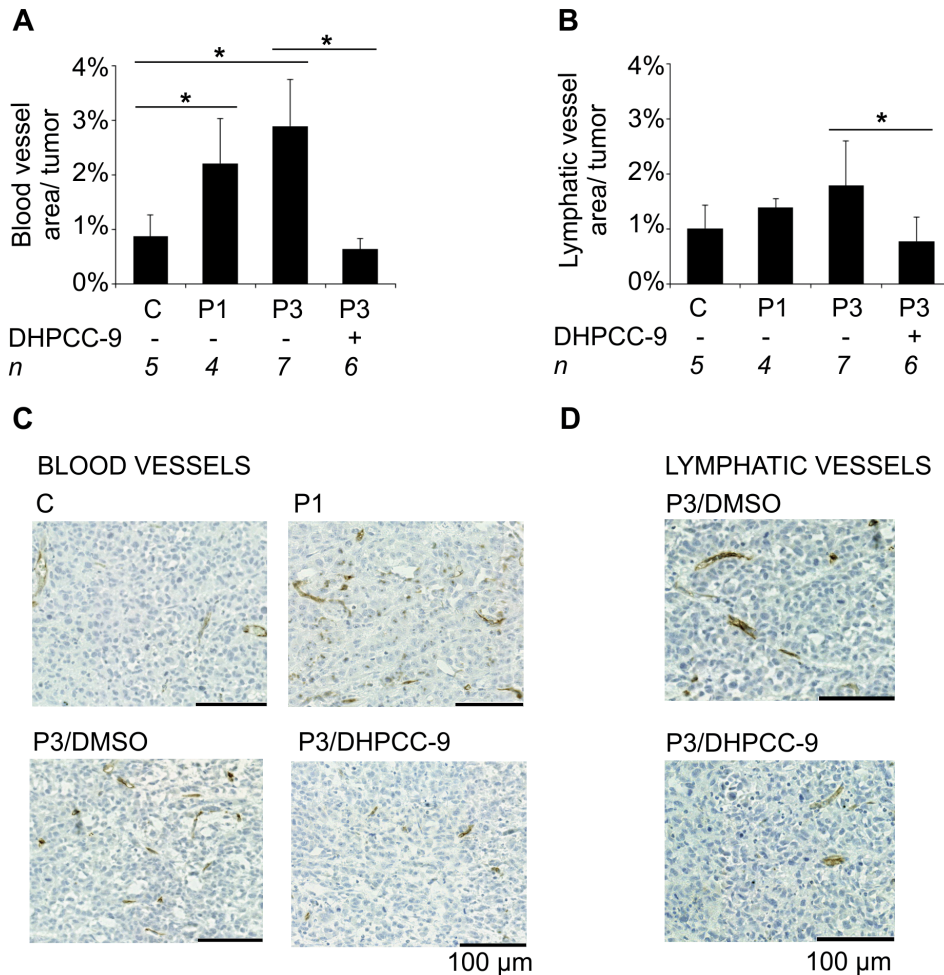 A
Blood vessel
area/ tumor
4%
3%
2%
1%
0%
*
*
*
C P1 P3 P3
DHPCC-9 - - - +
n 5 4 7 6
B
Lymphatic vessel
area/ tumor
4%
3%
2%
1%
0%
*
C P1 P3 P3
DHPCC-9 - - - +
n 5 4 7 6
C
BLOOD VESSELS
C P1
P3/DMSO P3/DHPCC-9
100 µm
D
LYMPHATIC VESSELS
P3/DMSO
P3/DHPCC-9
100 µm